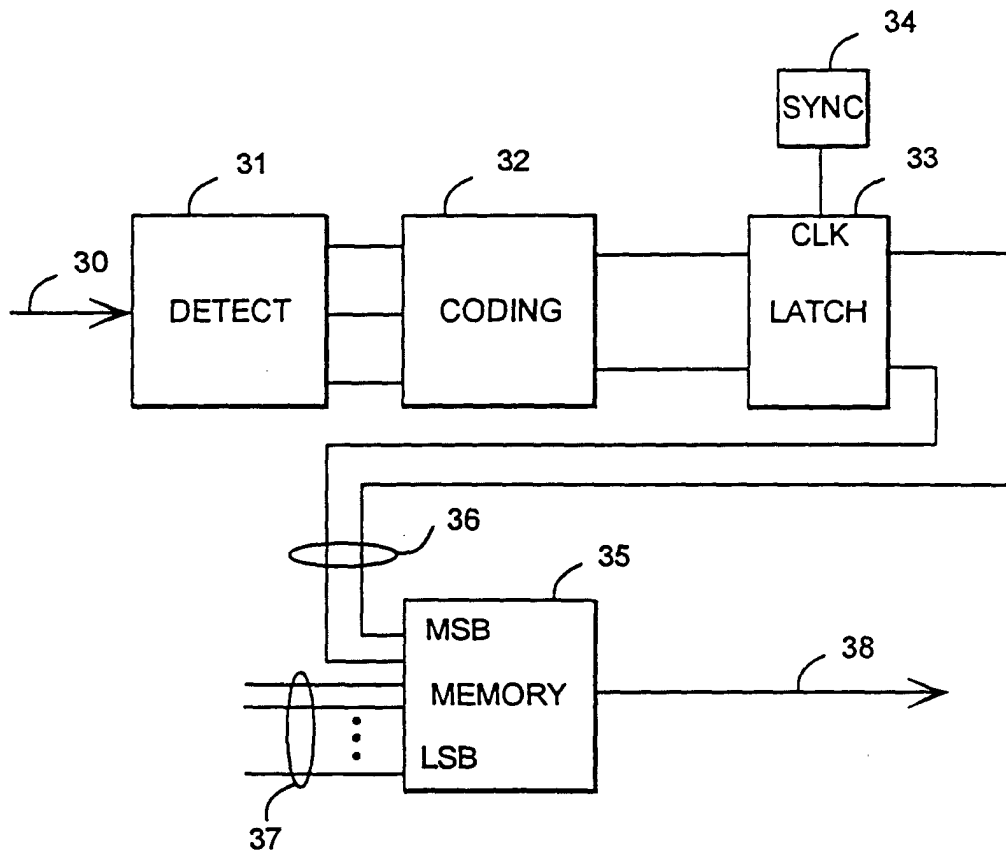 34
SYNC
31
32
33
30
CLK
DETECT
CODING
LATCH
36
35
MSB
38
MEMORY
LSB
37